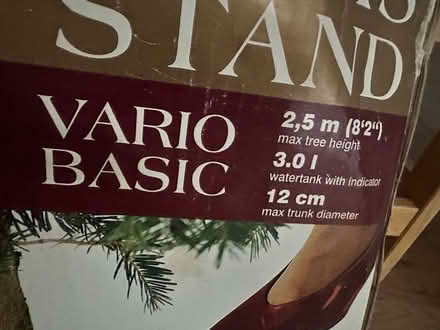 STAND
VARIO
BASIC
2,5 m (8'2")
max tree height
3.0 l
watertank with indicator
12 cm
max trunk diameter